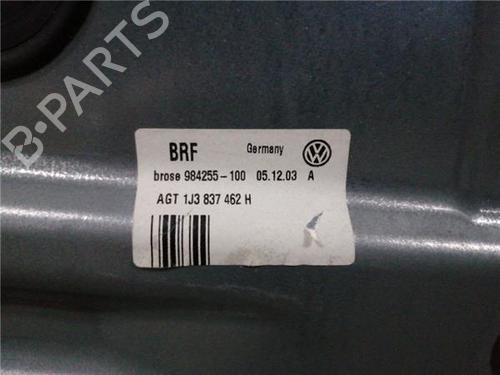 BRF Germany
brose 984255-100 05.12.03 A
AGT 1J3 837 462 H
B-PARTS